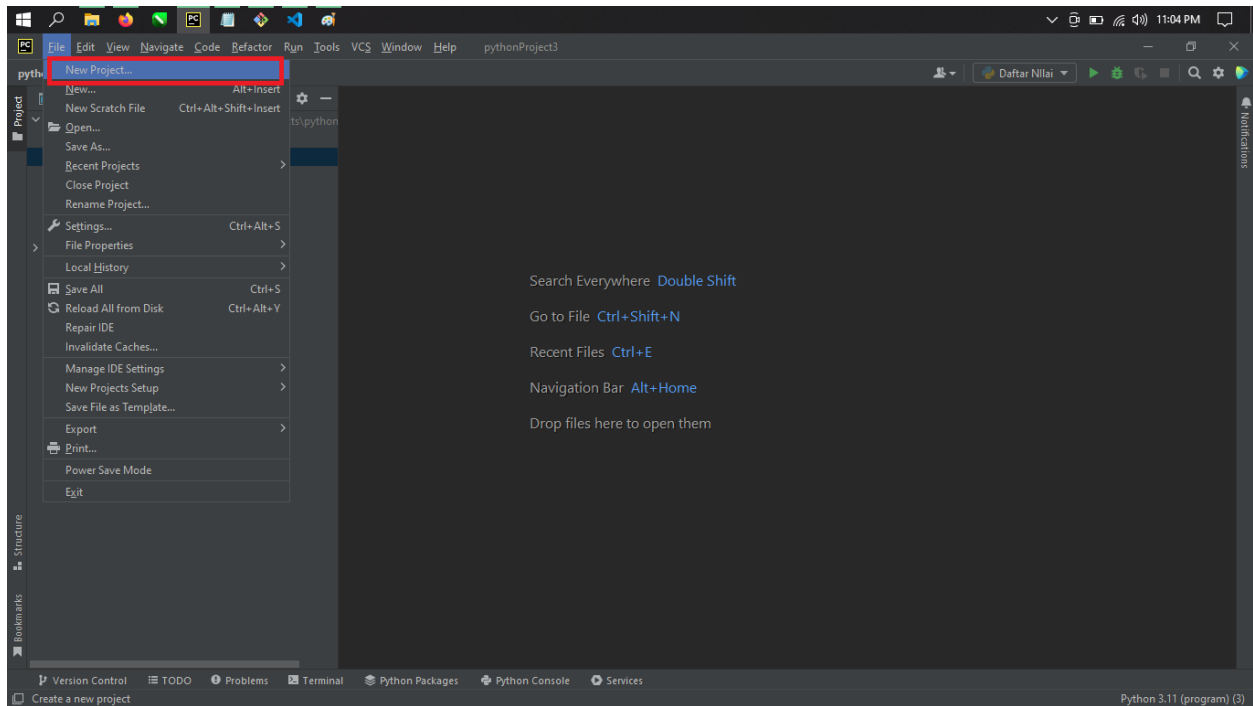 PC
11:04 PM
PC File Edit View Navigate Code Refactor Run Tools VCS Window Help pythonProject3
pyth
New Project...
Daftar NIlai
New... Alt+Insert
New Scratch File Ctrl+Alt+Shift+Insert
ts\python
Open...
Save As...
Recent Projects
Close Project
Rename Project...
Settings... Ctrl+Alt+S
File Properties
Local History
Save All Ctrl+S
Reload All from Disk Ctrl+Alt+Y
Repair IDE
Invalidate Caches...
Manage IDE Settings
New Projects Setup
Save File as Template...
Export
Print...
Power Save Mode
Exit
Project
Structure
Bookmarks
Search Everywhere Double Shift
Go to File Ctrl+Shift+N
Recent Files Ctrl+E
Navigation Bar Alt+Home
Drop files here to open them
Notifications
Version Control TODO Problems Terminal Python Packages Python Console Services
Create a new project
Python 3.11 (program) (3)